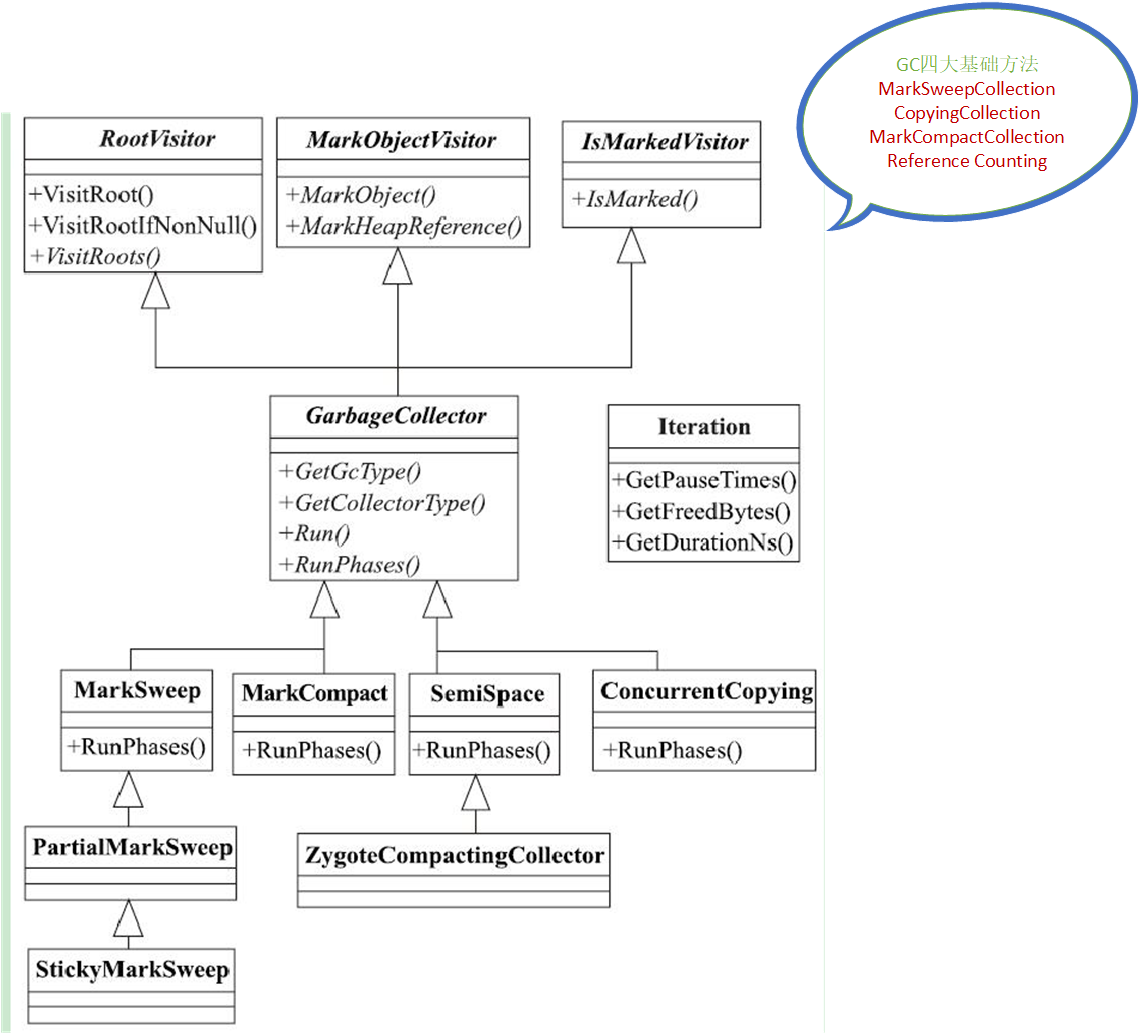 GC四大基础方法
MarkSweepCollection
CopyingCollection
MarkCompactCollection
Reference Counting
RootVisitor
+VisitRoot()
+VisitRootIfNonNull()
+VisitRoots()
MarkObjectVisitor
+MarkObject()
+MarkHeapReference()
IsMarkedVisitor
+IsMarked()
GarbageCollector
+GetGcType()
+GetCollectorType()
+Run()
+RunPhases()
Iteration
+GetPauseTimes()
+GetFreedBytes()
+GetDurationNs()
MarkSweep
+RunPhases()
MarkCompact
+RunPhases()
SemiSpace
+RunPhases()
ConcurrentCopying
+RunPhases()
PartialMarkSweep
ZygoteCompactingCollector
StickyMarkSweep